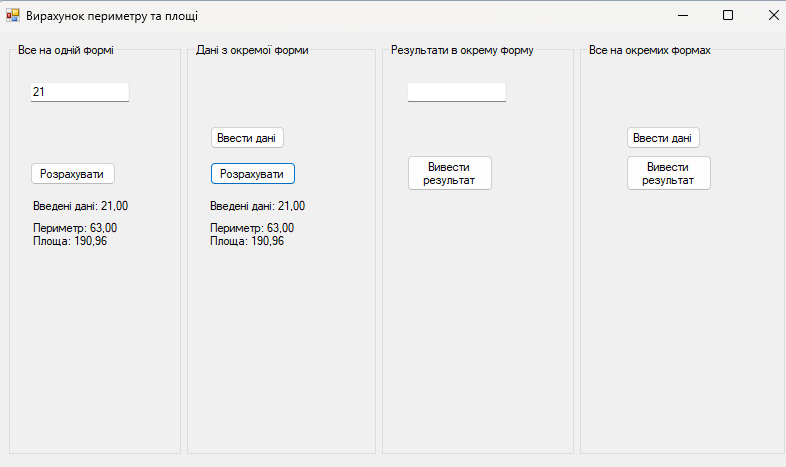 Вирахунок периметру та площі
Все на одній формі
21
Розрахувати
Введені дані: 21,00
Периметр: 63,00
Площа: 190,96
Дані з окремої форми
Ввести дані
Розрахувати
Введені дані: 21,00
Периметр: 63,00
Площа: 190,96
Результати в окрему форму
Вивести
результат
Все на окремих формах
Ввести дані
Вивести
результат